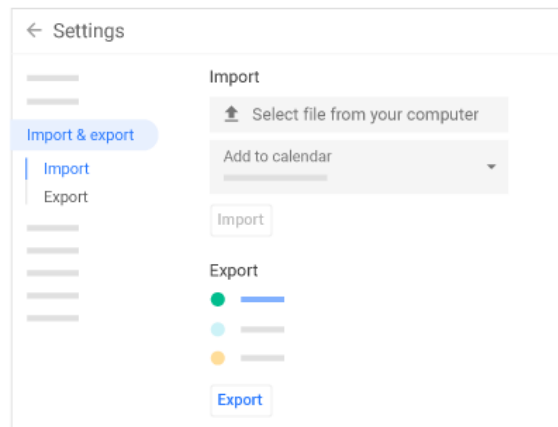 Settings
Import & export
Import
Export
Import
Select file from your computer
Add to calendar
Import
Export
Export